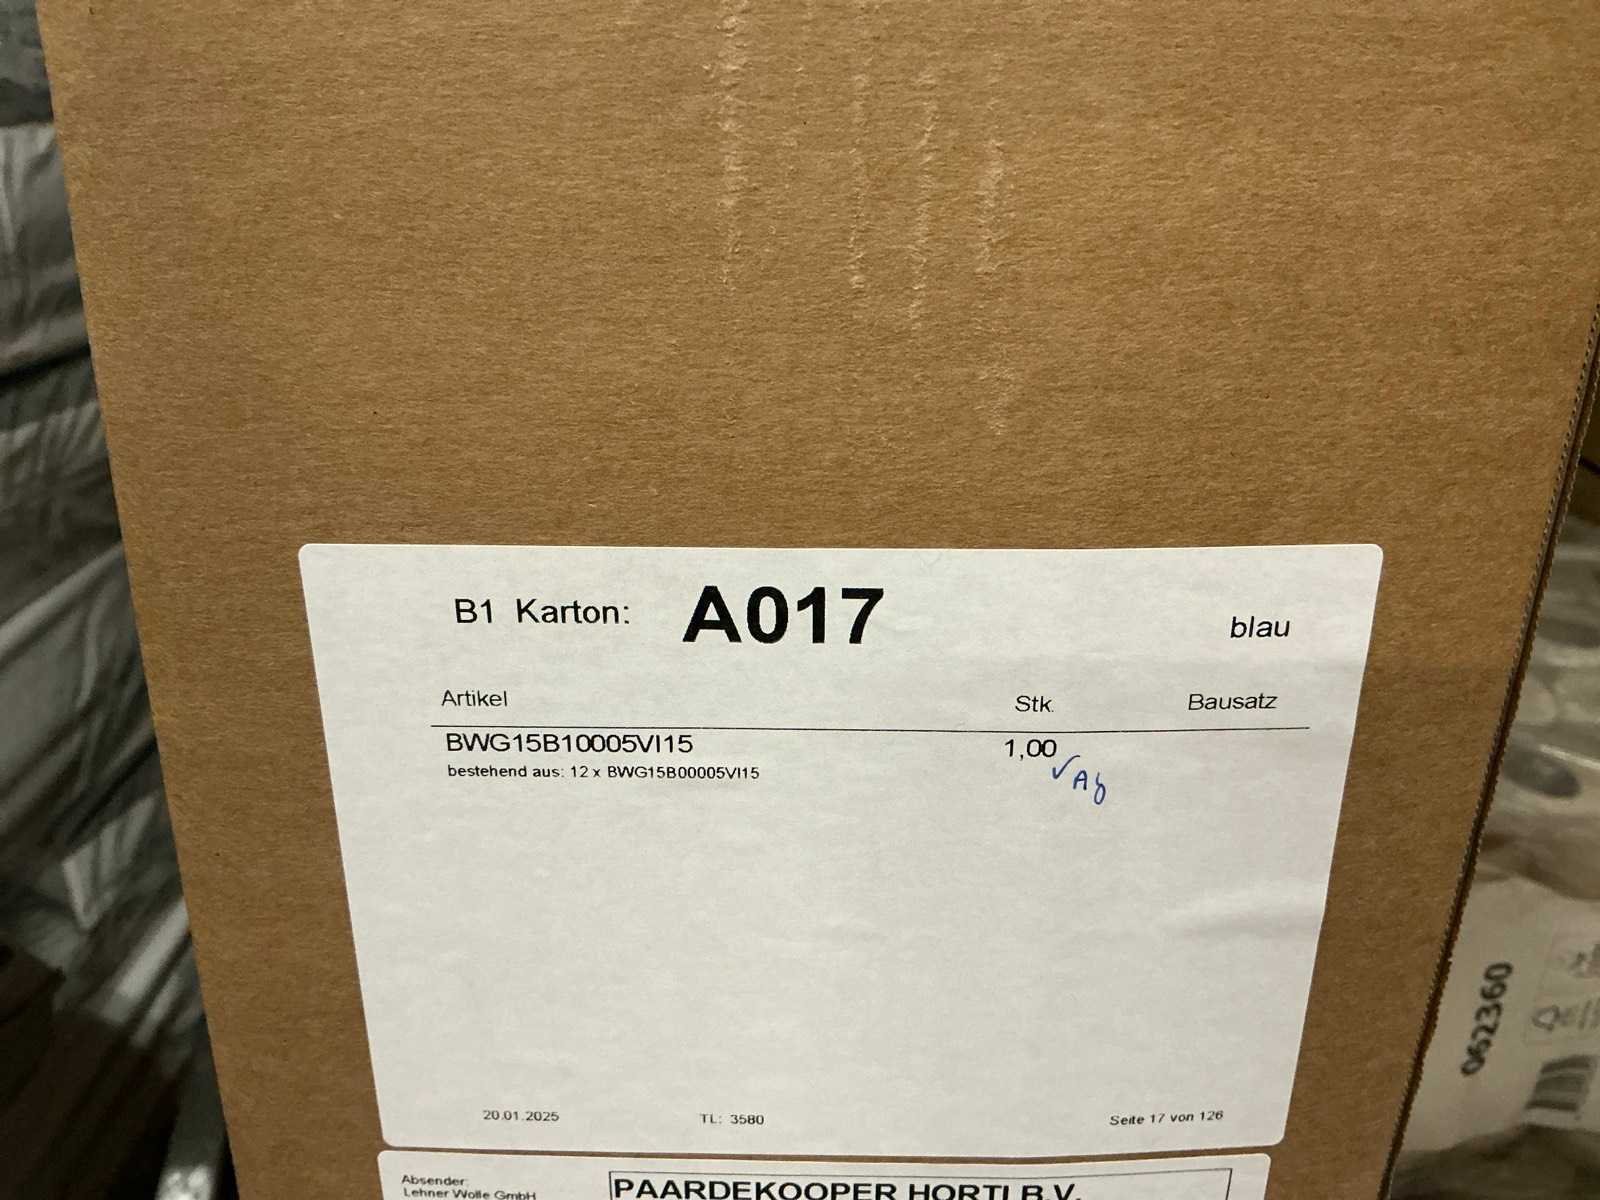 B1 Karton: A017 blau
Artikel Stk. Bausatz
BWG15B10005VI15 1,00
bestehend aus: 12 x BWG15B00005VI15
20.01.2025 TL: 3580 Seite 17 von 126
Absender:
Lehner Wolle GmbH
PAARDEKOOPER HORTI B.V.
062360